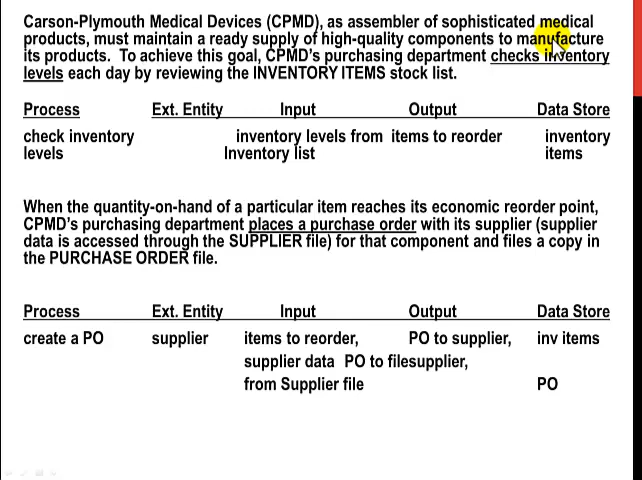 Carson-Plymouth Medical Devices (CPMD), as assembler of sophisticated medical
products, must maintain a ready supply of high-quality components to manufacture
its products. To achieve this goal, CPMD's purchasing department checks inventory
levels each day by reviewing the INVENTORY ITEMS stock list.
Process Ext. Entity Input Output Data Store
check inventory inventory levels from items to reorder inventory
levels Inventory list items
When the quantity-on-hand of a particular item reaches its economic reorder point,
CPMD's purchasing department places a purchase order with its supplier (supplier
data is accessed through the SUPPLIER file) for that component and files a copy in
the PURCHASE ORDER file.
Process Ext. Entity Input Output Data Store
create a PO supplier items to reorder, PO to supplier, inv items
supplier data PO to filesupplier,
from Supplier file PO